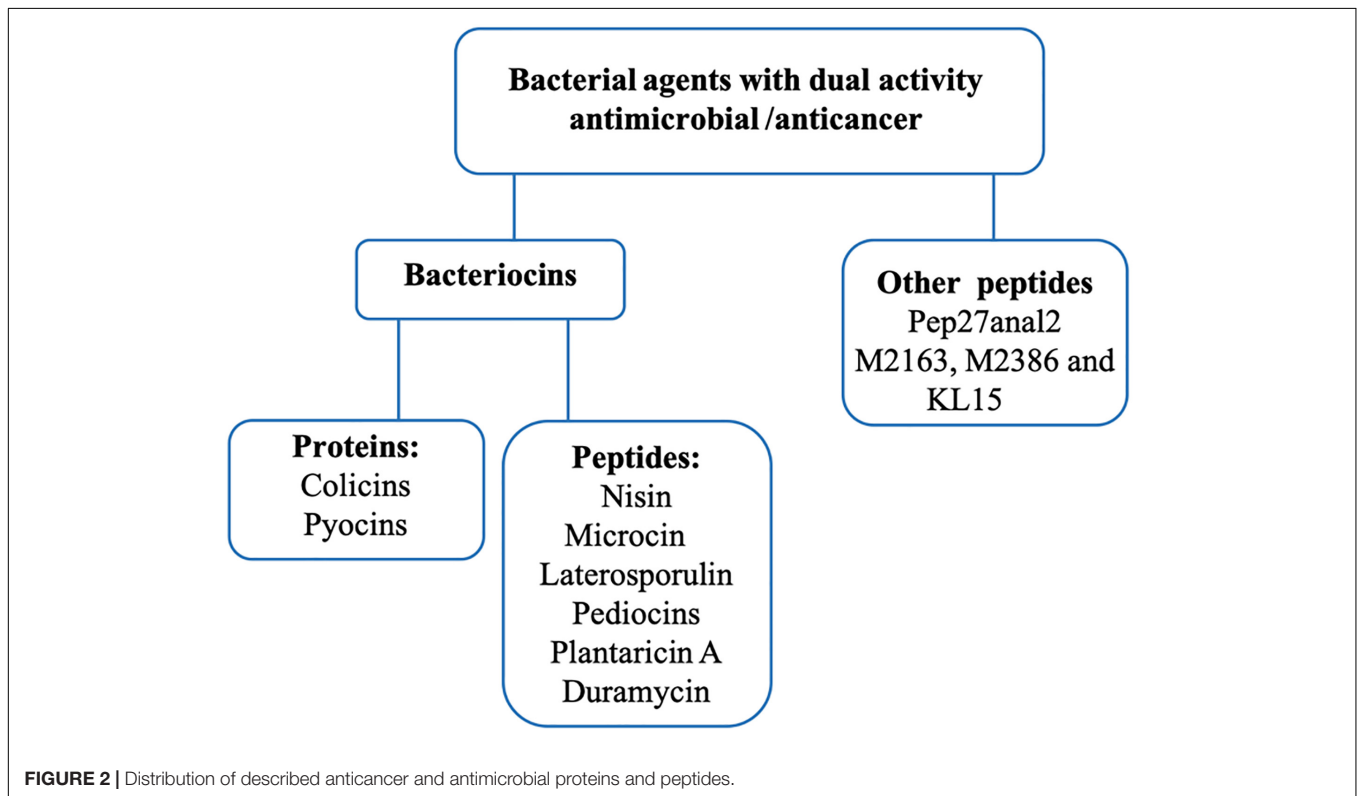 Bacterial agents with dual activity
antimicrobial /anticancer
Bacteriocins
Other peptides
Pep27anal2
M2163, M2386 and
KL15
Proteins:
Colicins
Pyocins
Peptides:
Nisin
Microcin
Laterosporulin
Pediocins
Plantaricin A
Duramycin
FIGURE 2 | Distribution of described anticancer and antimicrobial proteins and peptides.